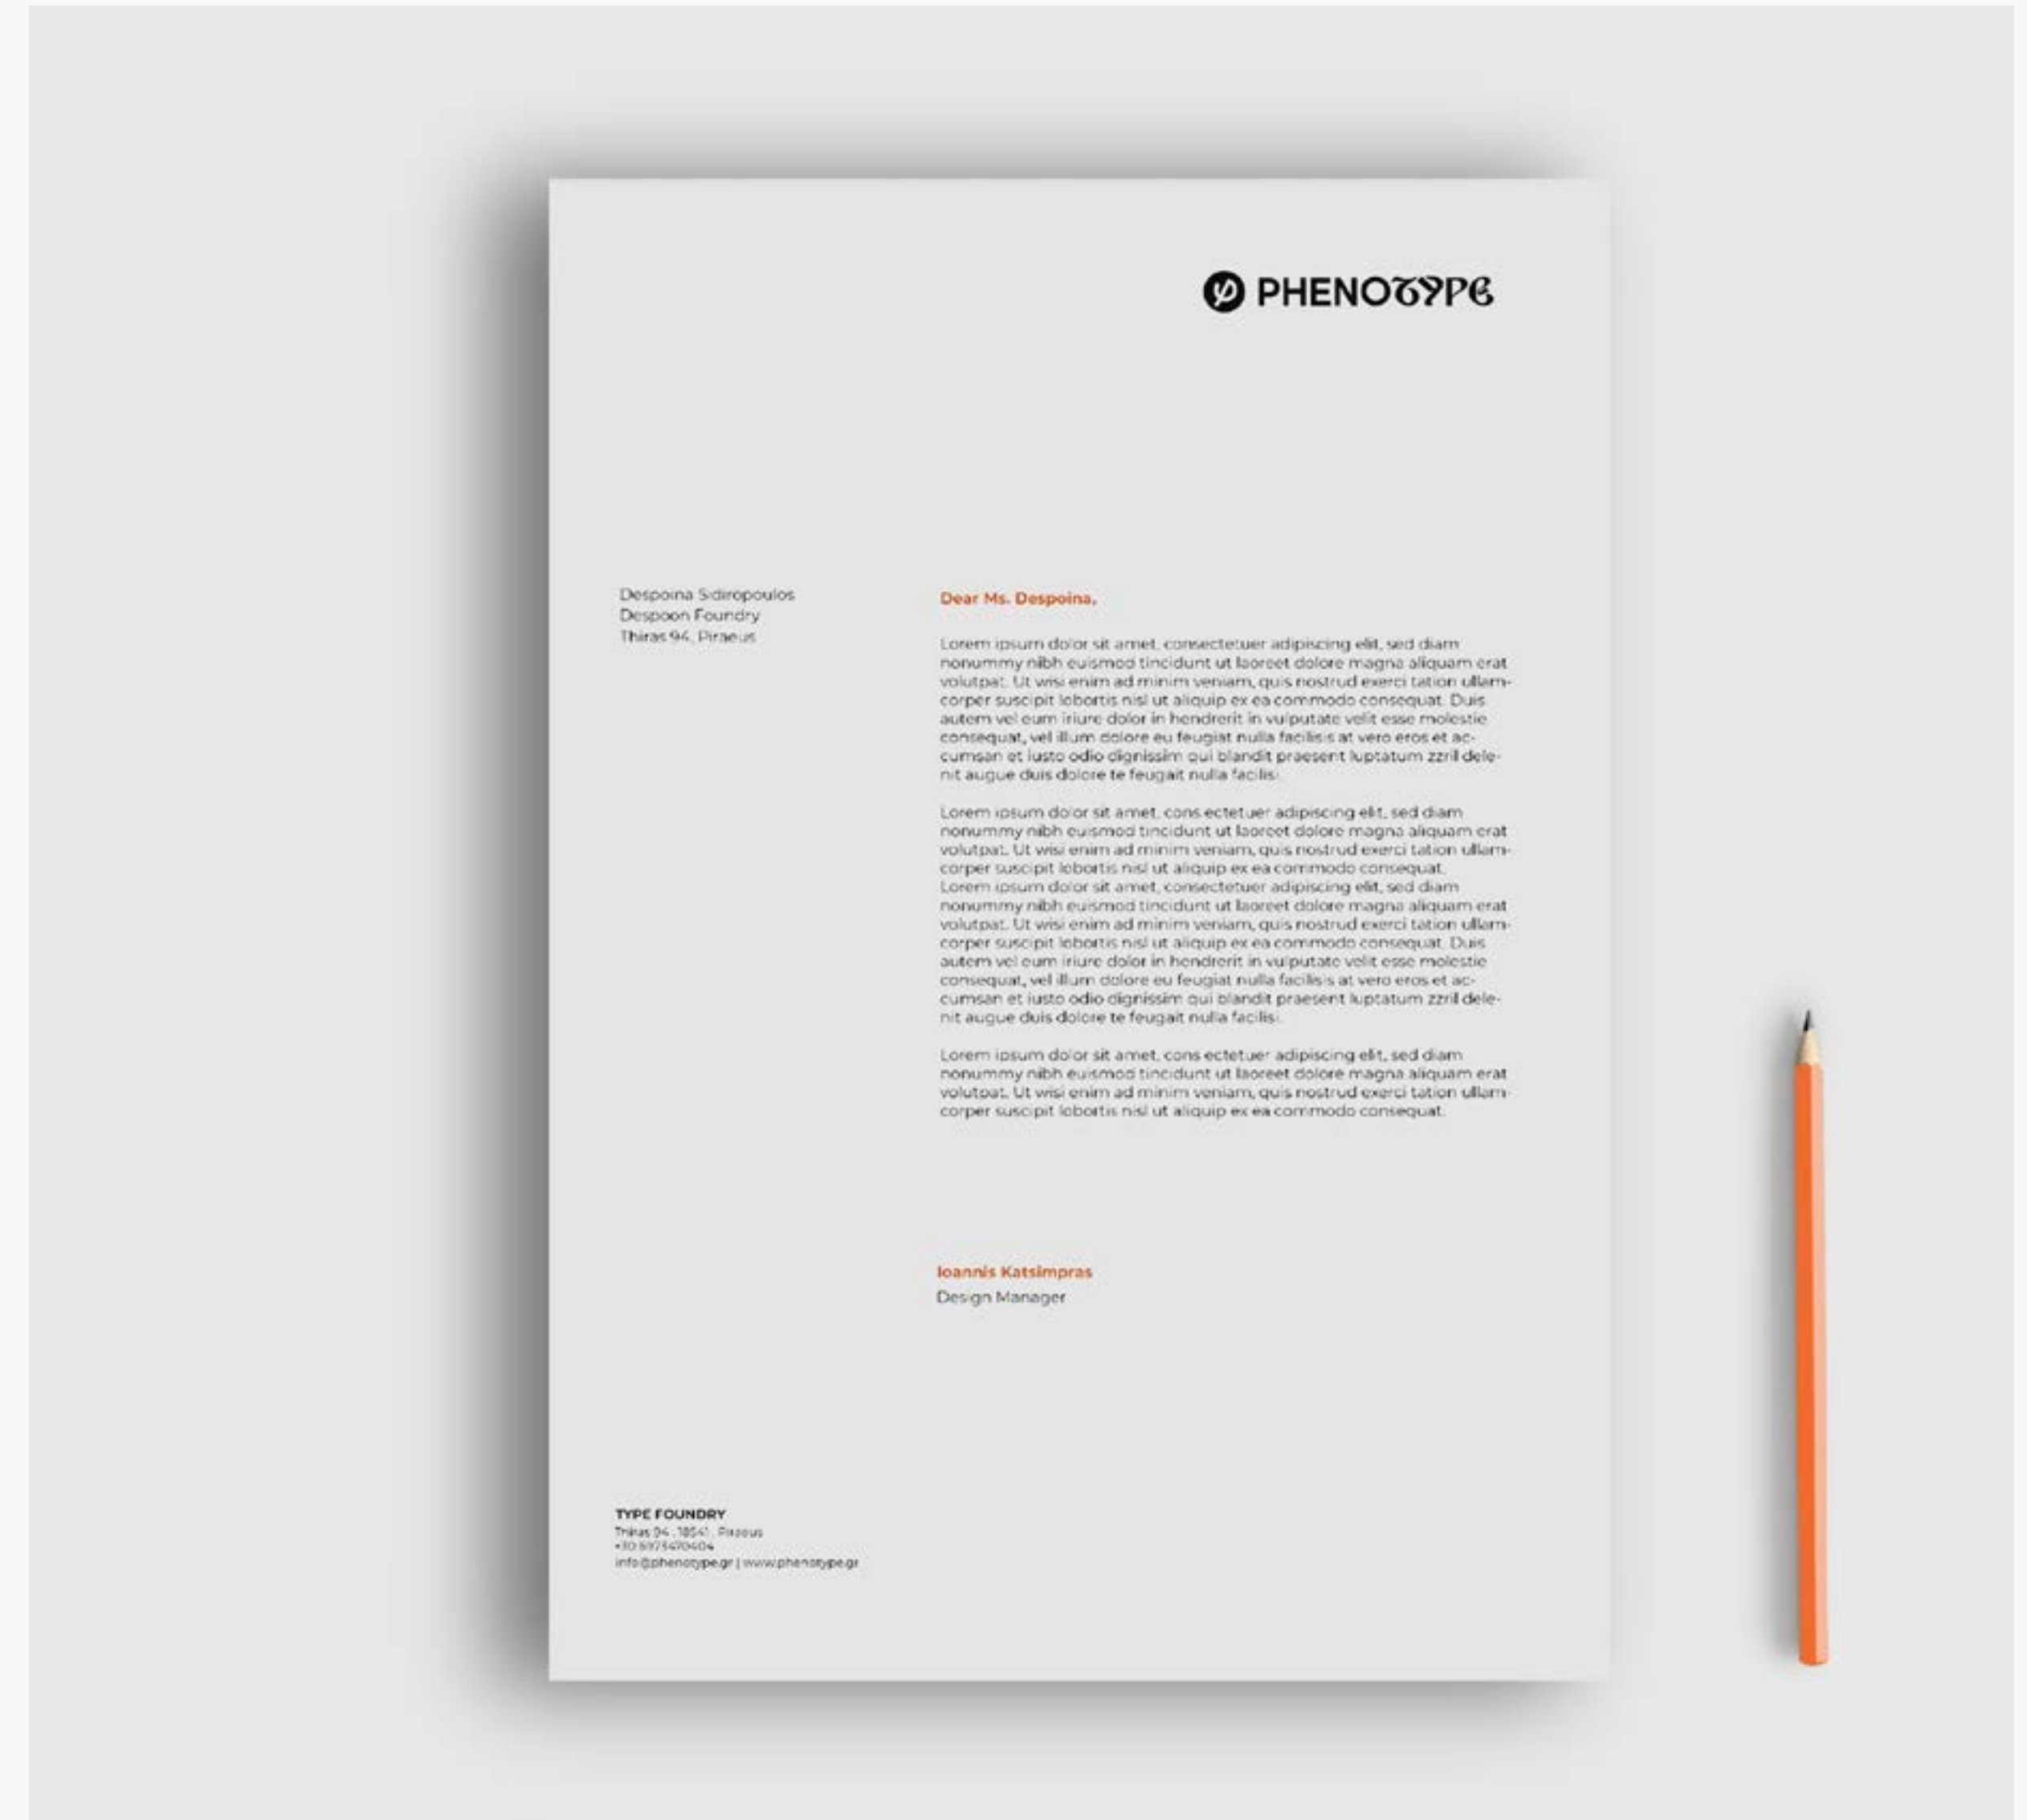 PHENOTYPE
Despoina Sidiropoulos
Despoon Foundry
Thiras 94, Piraeus
Dear Ms. Despoina,
Lorem ipsum dolor sit amet, consectetuer adipiscing elit, sed diam
nonummy nibh euismod tincidunt ut laoreet dolore magna aliquam erat
volutpat. Ut wisi enim ad minim veniam, quis nostrud exerci tation ullam-
corper suscipit lobortis nisl ut aliquip ex ea commodo consequat. Duis
autem vel eum iriure dolor in hendrerit in vulputate velit esse molestie
consequat, vel illum dolore eu feugiat nulla facilisis at vero eros et ac-
cumsan et iusto odio dignissim qui blandit praesent luptatum zzril dele-
nit augue duis dolore te feugait nulla facilisi.
Lorem ipsum dolor sit amet, cons ectetuer adipiscing elit, sed diam
nonummy nibh euismod tincidunt ut laoreet dolore magna aliquam erat
volutpat. Ut wisi enim ad minim veniam, quis nostrud exerci tation ullam-
corper suscipit lobortis nisl ut aliquip ex ea commodo consequat.
Lorem ipsum dolor sit amet, consectetuer adipiscing elit, sed diam
nonummy nibh euismod tincidunt ut laoreet dolore magna aliquam erat
volutpat. Ut wisi enim ad minim veniam, quis nostrud exerci tation ullam-
corper suscipit lobortis nisl ut aliquip ex ea commodo consequat. Duis
autem vel eum iriure dolor in hendrerit in vulputate velit esse molestie
consequat, vel illum dolore eu feugiat nulla facilisis at vero eros et ac-
cumsan et iusto odio dignissim qui blandit praesent luptatum zzril dele-
nit augue duis dolore te feugait nulla facilisi.
Lorem ipsum dolor sit amet, cons ectetuer adipiscing elit, sed diam
nonummy nibh euismod tincidunt ut laoreet dolore magna aliquam erat
volutpat. Ut wisi enim ad minim veniam, quis nostrud exerci tation ullam-
corper suscipit lobortis nisl ut aliquip ex ea commodo consequat.
Ioannis Katsimpras
Design Manager
TYPE FOUNDRY
Thiras 94 , 18541 , Piraeus
+30 6973470404
info@phenotype.gr | www.phenotype.gr